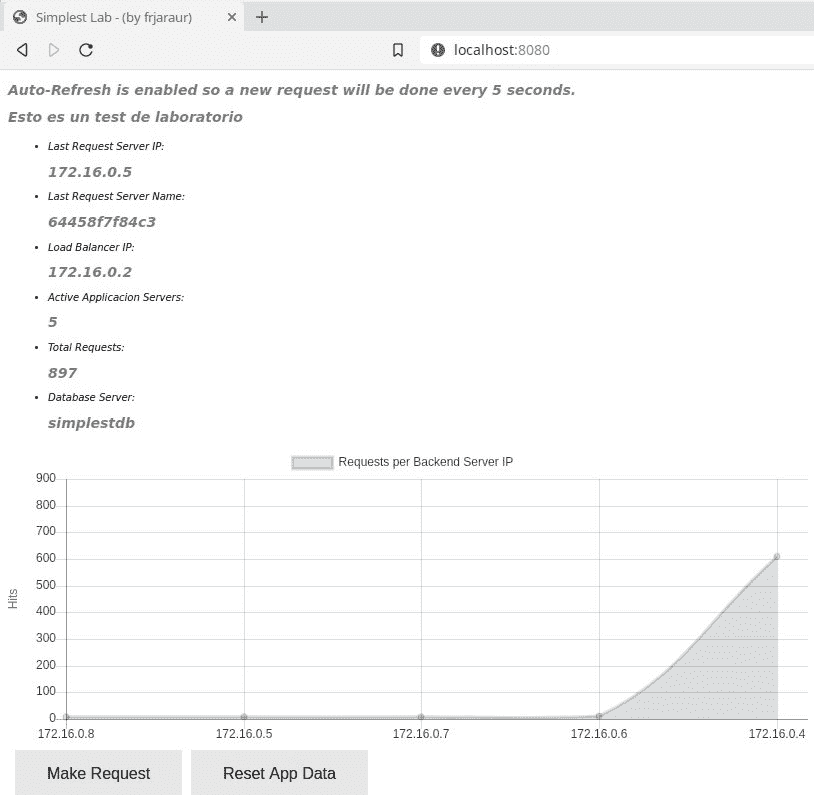 Simplest Lab - (by frjaraur)
localhost:8080
Auto-Refresh is enabled so a new request will be done every 5 seconds.
Esto es un test de laboratorio
Last Request Server IP:
172.16.0.5
Last Request Server Name:
64458f7f84c3
Load Balancer IP:
172.16.0.2
Active Applicacion Servers:
5
Total Requests:
897
Database Server:
simplestdb
Requests per Backend Server IP
900
800
700
600
500
400
300
200
100
0
Hits
172.16.0.8 172.16.0.5 172.16.0.7 172.16.0.6 172.16.0.4
Make Request Reset App Data